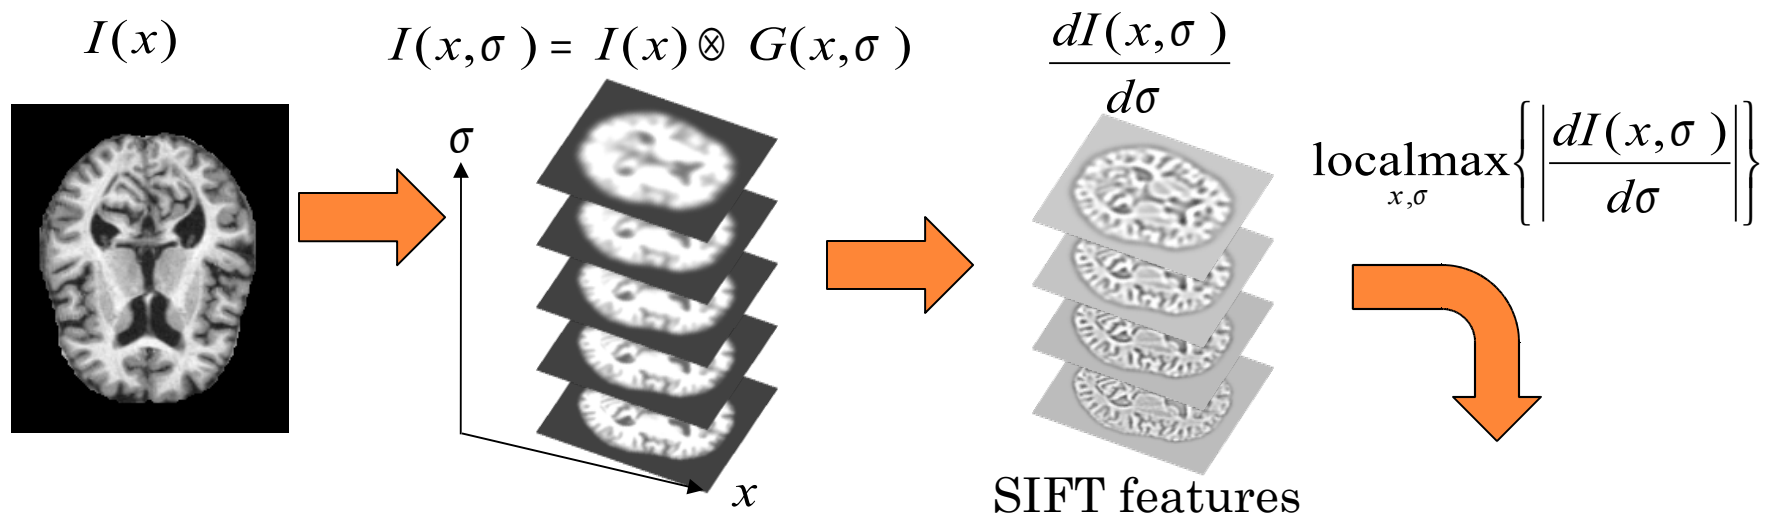 I(x)
I(x,σ ) = I(x) ⊗ G(x,σ )
σ
x
dI(x,σ )
dσ
SIFT features
localmax { | dI(x,σ ) / dσ | }
x,σ